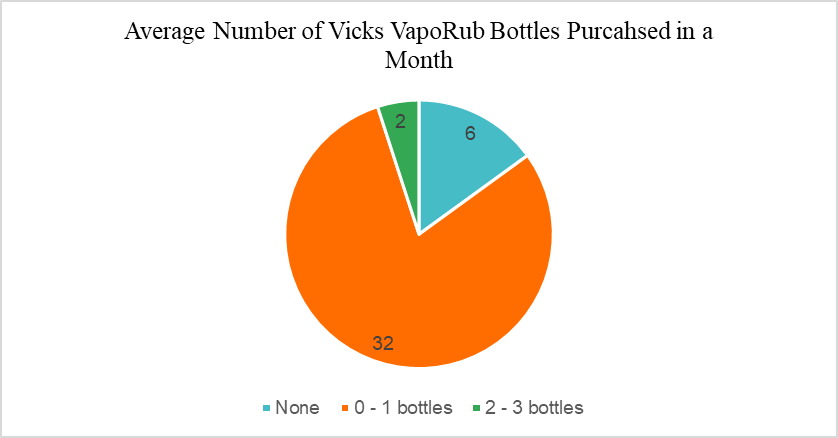 Average Number of Vicks VapoRub Bottles Purcahsed in a
Month
2
6
32
None 0 - 1 bottles 2 - 3 bottles